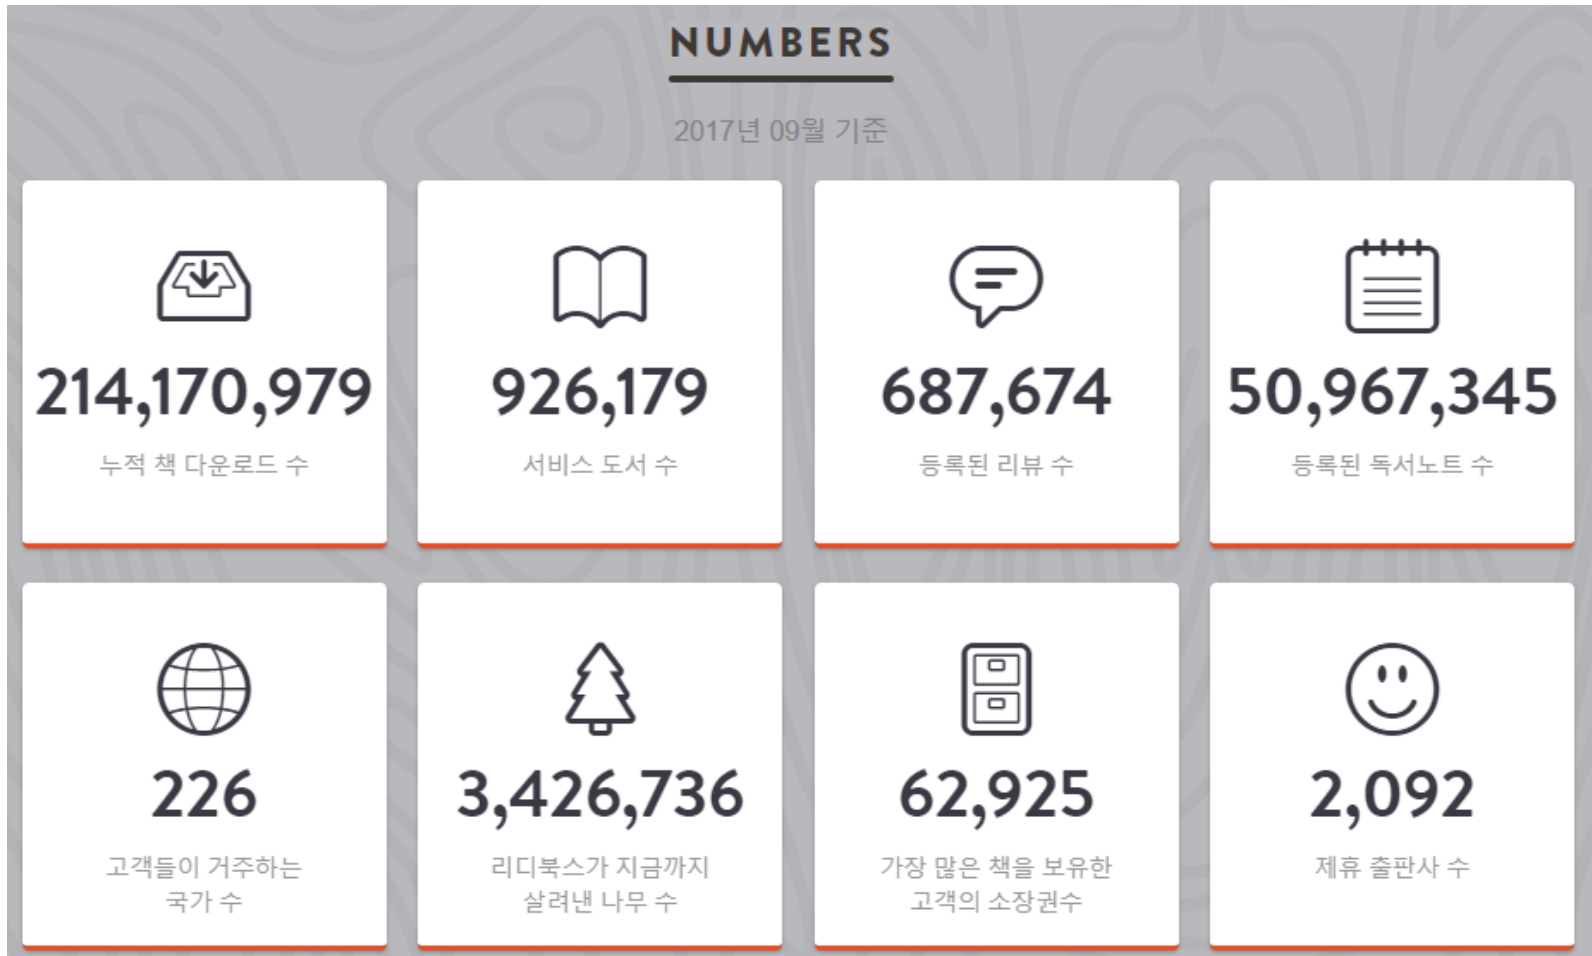 NUMBERS
2017년 09월 기준
214,170,979
누적 책 다운로드 수
926,179
서비스 도서 수
687,674
등록된 리뷰 수
50,967,345
등록된 독서노트 수
226
고객들이 거주하는
국가 수
3,426,736
리디북스가 지금까지
살려낸 나무 수
62,925
가장 많은 책을 보유한
고객의 소장권수
2,092
제휴 출판사 수